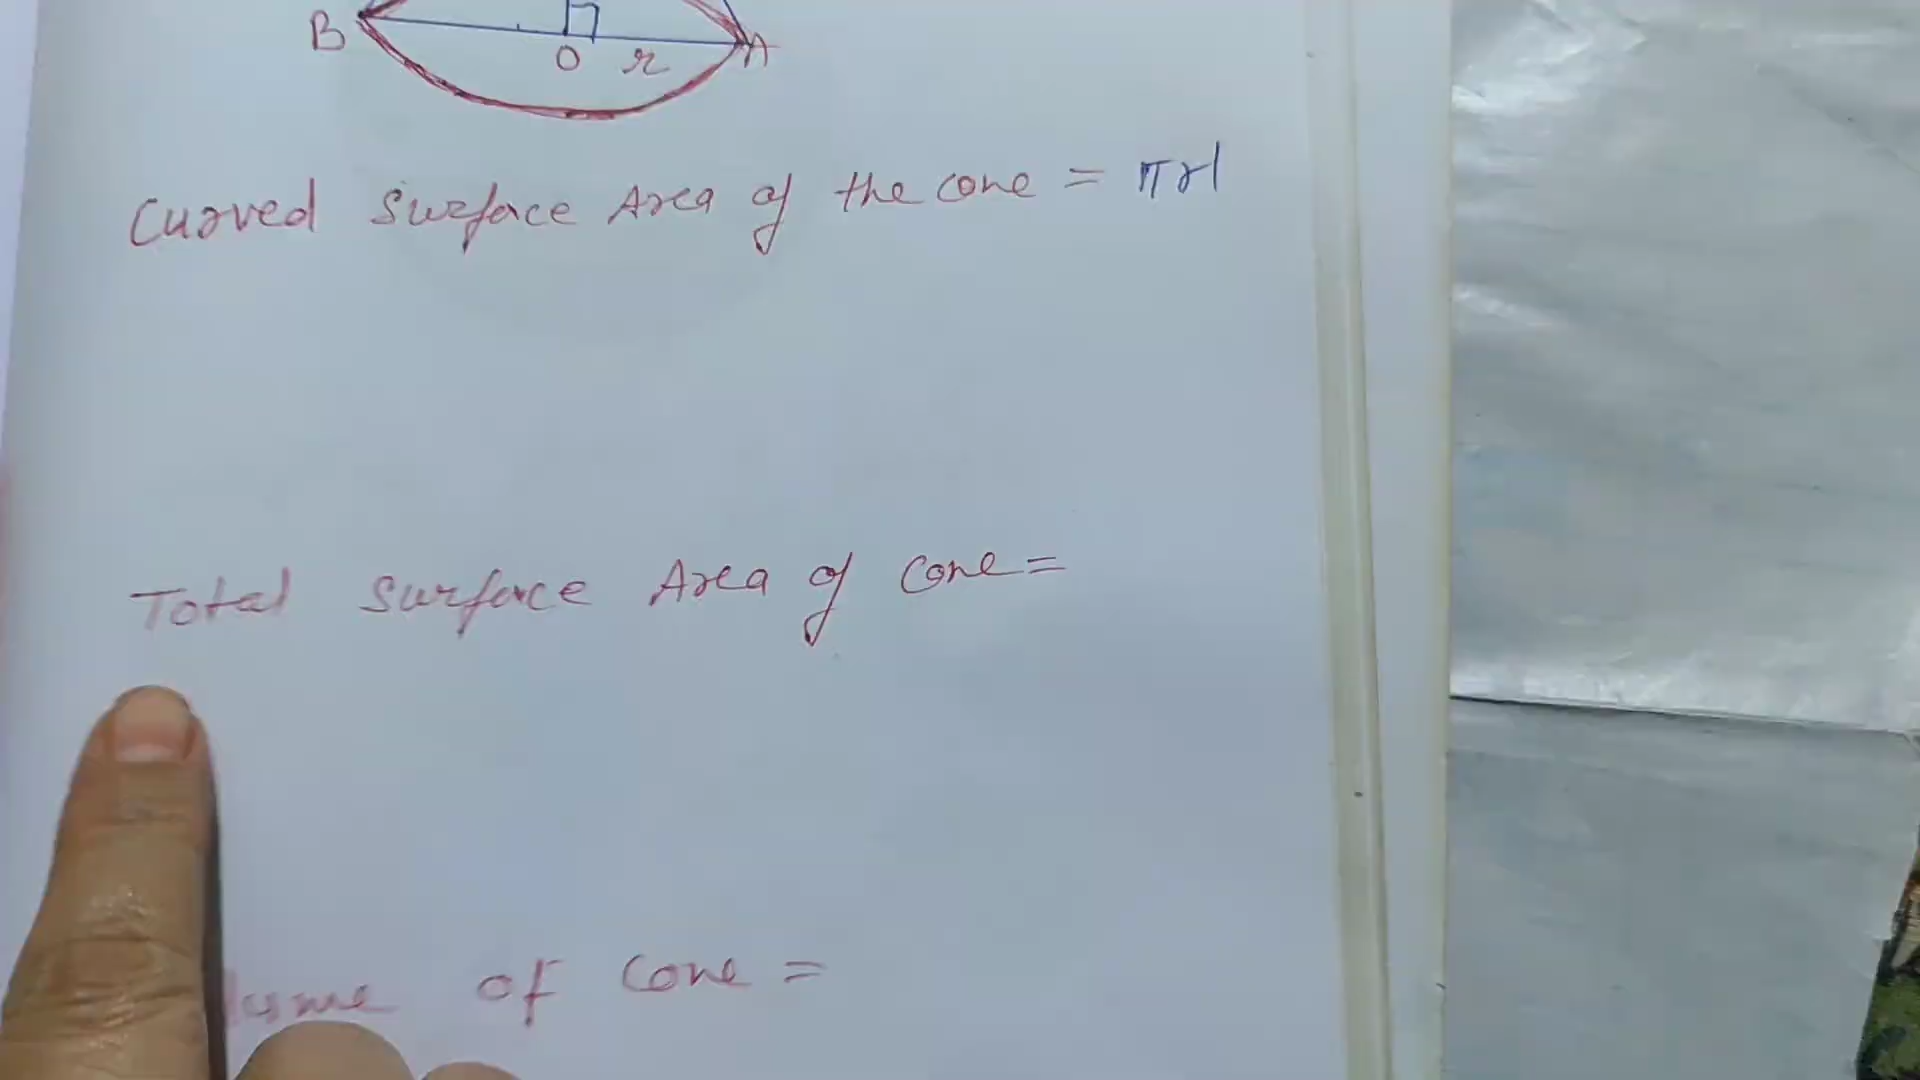 B O r A
Curved Surface Area of the cone = πrl
Total Surface Area of Cone =
of Cone =